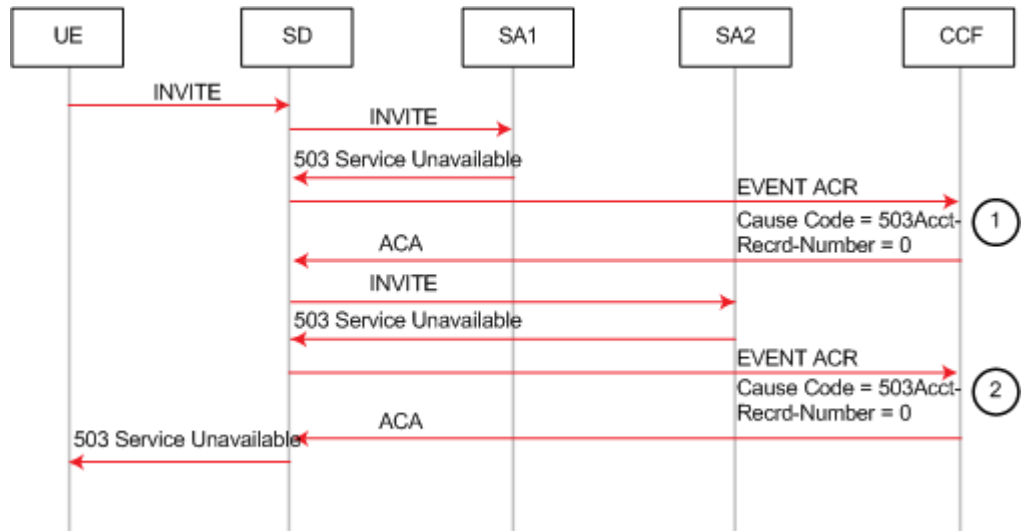 UE
SD
SA1
SA2
CCF
INVITE
INVITE
503 Service Unavailable
EVENT ACR
Cause Code = 503Acct-
Recrd-Number = 0
1
ACA
INVITE
503 Service Unavailable
EVENT ACR
Cause Code = 503Acct-
Recrd-Number = 0
2
ACA
503 Service Unavailable